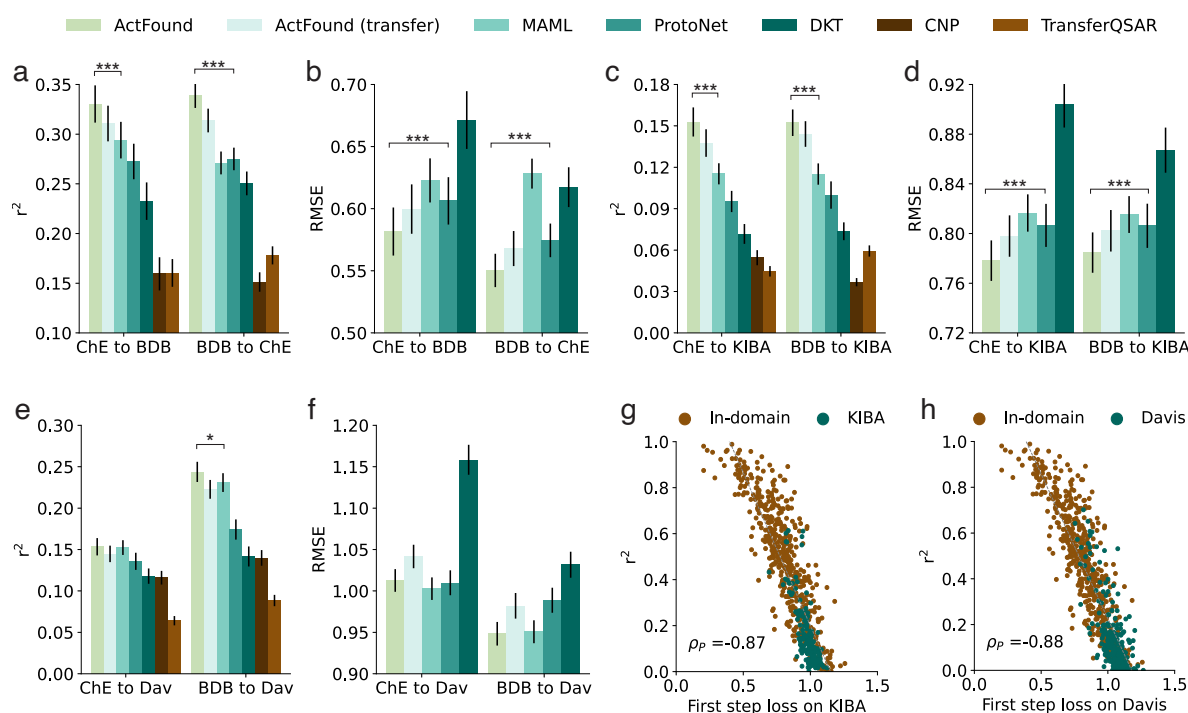 ActFound ActFound (transfer) MAML ProtoNet DKT CNP TransferQSAR
a
***
***
r²
0.35
0.30
0.25
0.20
0.15
0.10
ChE to BDB BDB to ChE
b
***
***
RMSE
0.70
0.65
0.60
0.55
0.50
ChE to BDB BDB to ChE
c
***
***
r²
0.18
0.15
0.12
0.09
0.06
0.03
0.00
ChE to KIBA BDB to KIBA
d
***
***
RMSE
0.92
0.88
0.84
0.80
0.76
0.72
ChE to KIBA BDB to KIBA
e
*
r²
0.30
0.25
0.20
0.15
0.10
0.05
0.00
ChE to Dav BDB to Dav
f
RMSE
1.20
1.15
1.10
1.05
1.00
0.95
0.90
ChE to Dav BDB to Dav
g
In-domain KIBA
r²
1.0
0.8
0.6
0.4
0.2
0.0
ρP =-0.87
0.0 0.5 1.0 1.5
First step loss on KIBA
h
In-domain Davis
r²
1.0
0.8
0.6
0.4
0.2
0.0
ρP =-0.88
0.0 0.5 1.0 1.5
First step loss on Davis